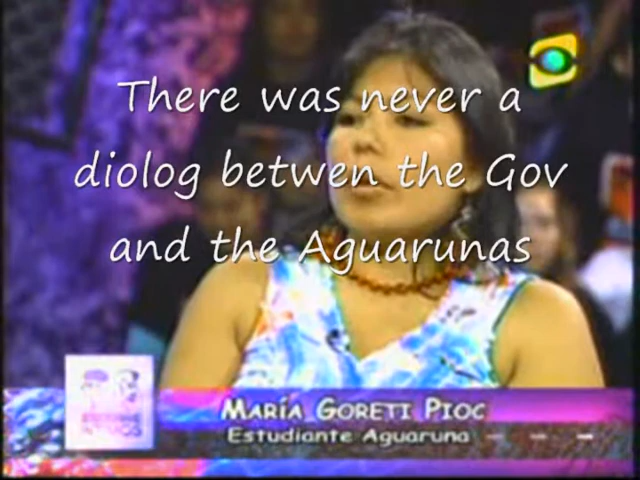 There was never a
diolog betwen the Gov
and the Aguarunas
MARÍA GORETI PIOC
Estudiante Aguaruna